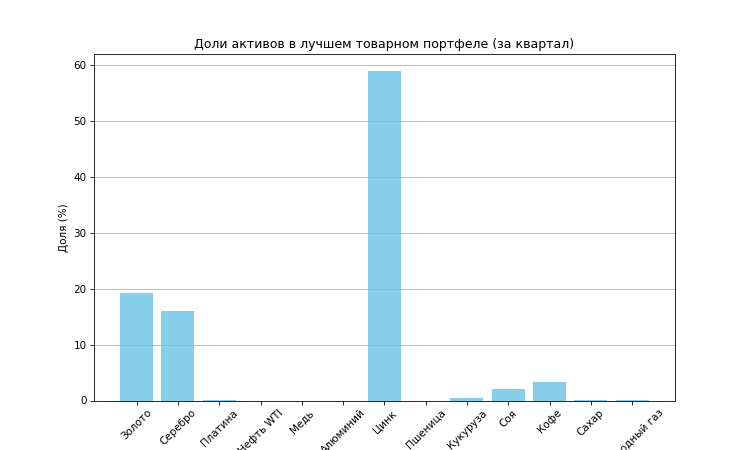 Доли активов в лучшем товарном портфеле (за квартал)
Доля (%)
60
50
40
30
20
10
0
Золото
Серебро
Платина
Нефть WTI
Медь
Алюминий
Цинк
Пшеница
Кукуруза
Соя
Кофе
Сахар
газ